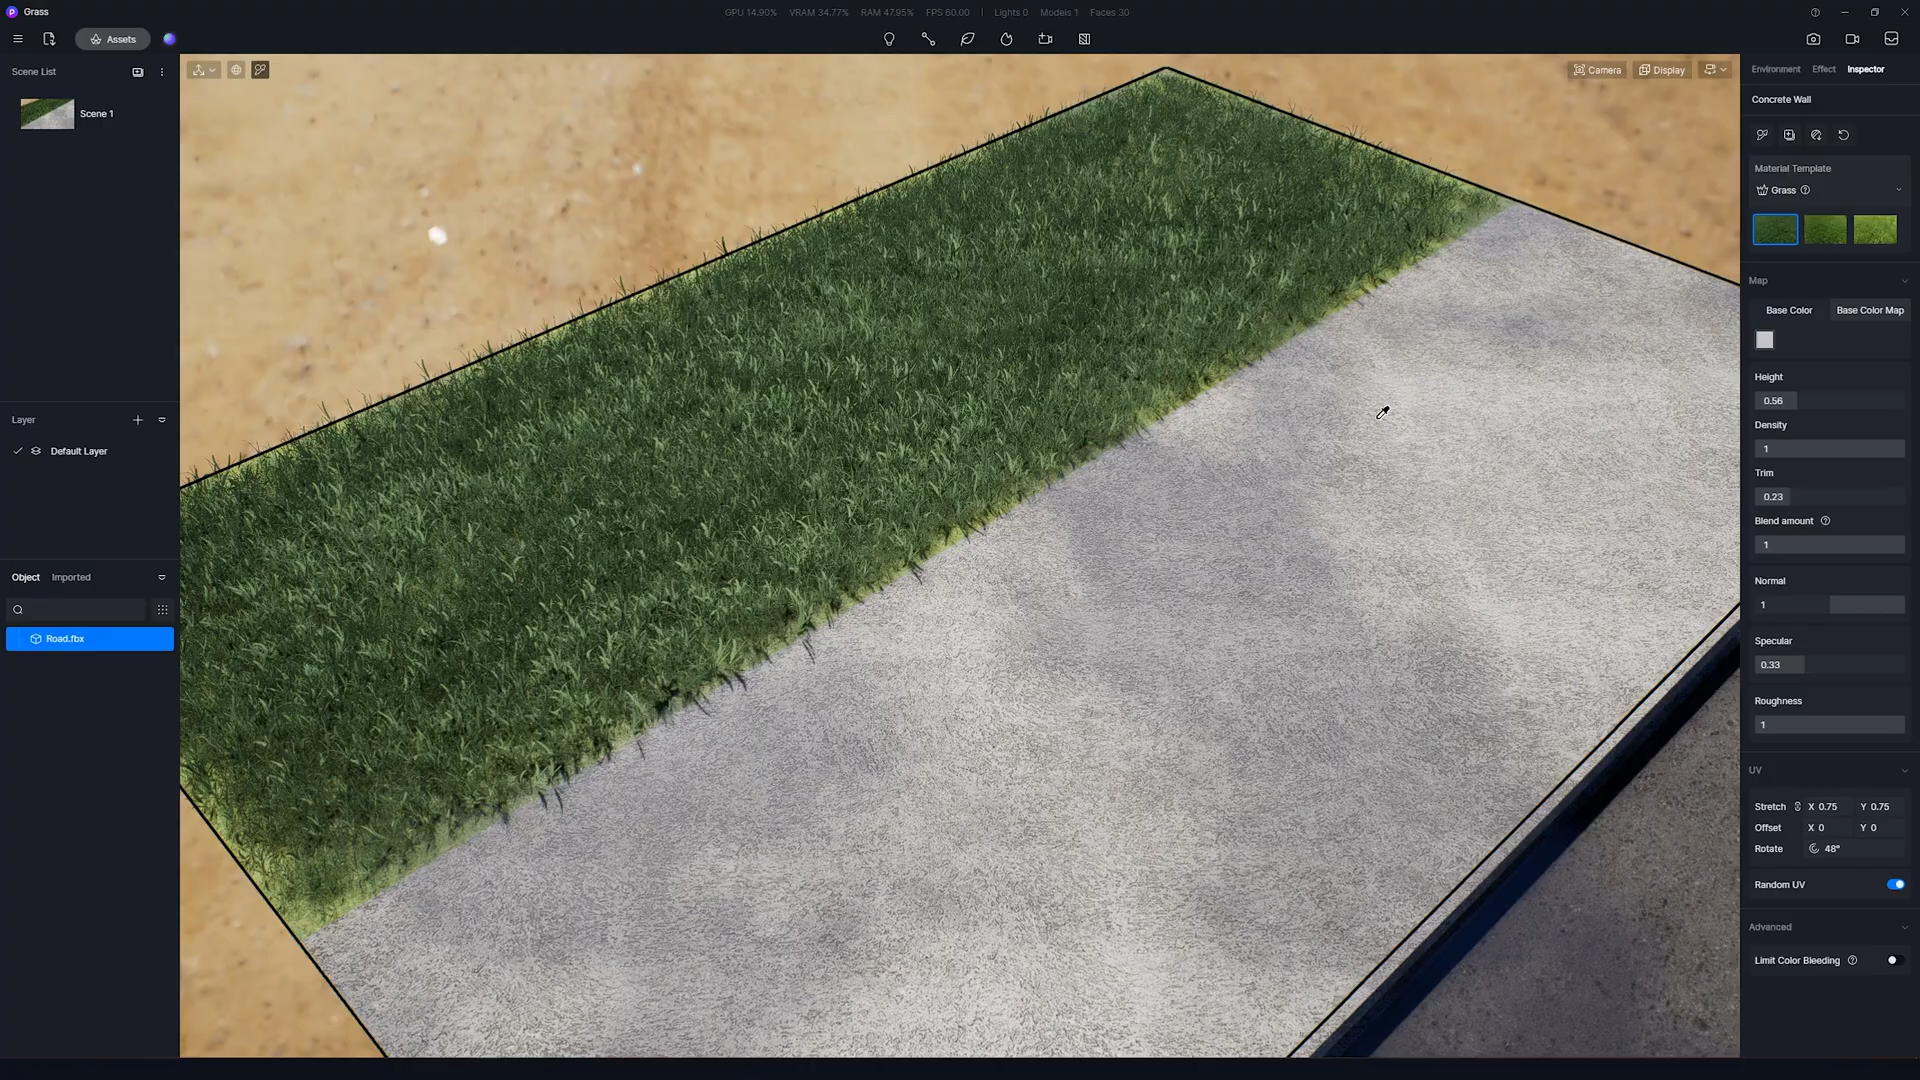 Grass
GPU 14.90% VRAM 34.77% RAM 47.95% FPS 60.00 | Lights 0 Models 1 Faces 30
Assets
Scene List
Scene 1
Camera
Display
Layer
Default Layer
Object Imported
Road.fbx
Environment Effect Inspector
Concrete Wall
Material Template
Grass
Map
Base Color Base Color Map
Height
0.56
Density
1
Trim
0.23
Blend amount
1
Normal
1
Specular
0.33
Roughness
1
UV
Stretch X 0.75 Y 0.75
Offset X 0 Y 0
Rotate 48°
Random UV
Advanced
Limit Color Bleeding